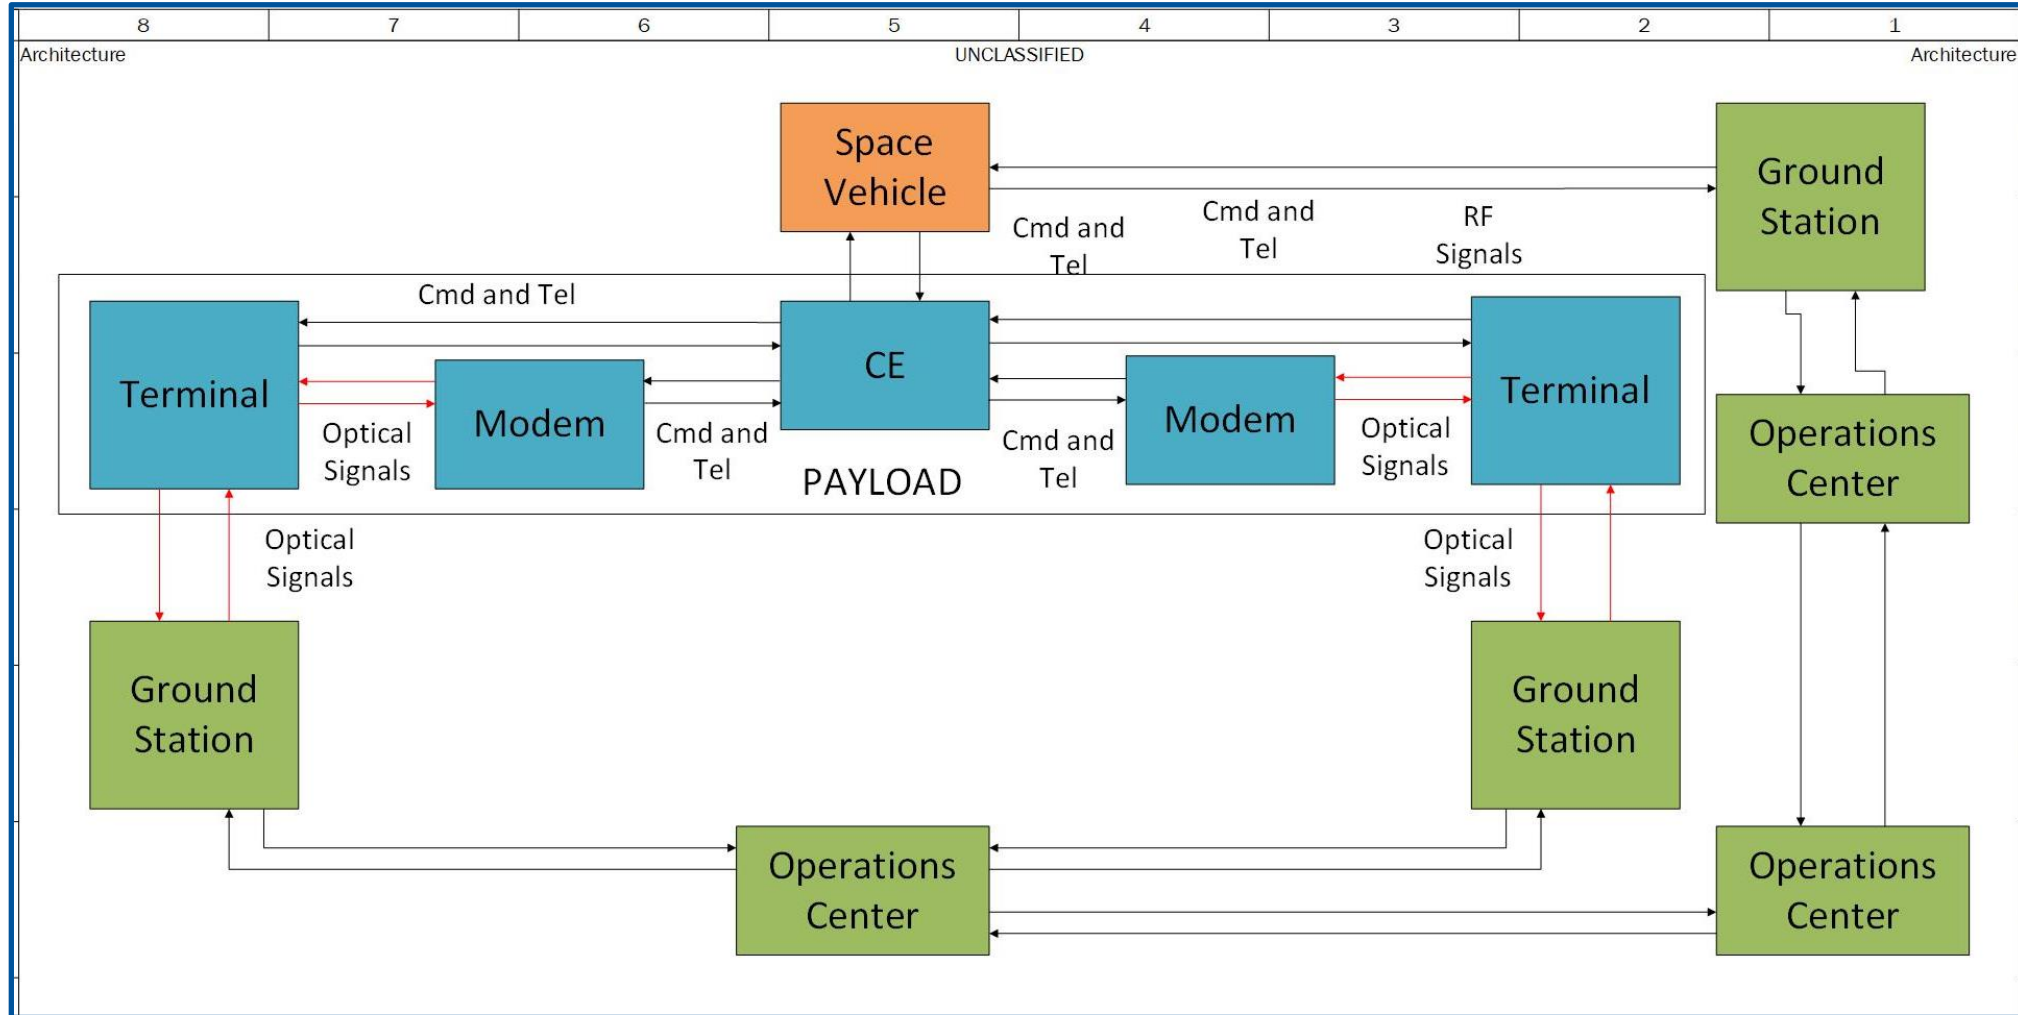 8 7 6 5 4 3 2 1
Architecture UNCLASSIFIED Architecture
Space
Vehicle
Ground
Station
Cmd and
Tel
Cmd and
Tel
RF
Signals
Cmd and Tel
Terminal
Modem
CE
Modem
Terminal
Optical
Signals
Cmd and
Tel
PAYLOAD
Cmd and
Tel
Optical
Signals
Operations
Center
Optical
Signals
Optical
Signals
Ground
Station
Ground
Station
Operations
Center
Operations
Center